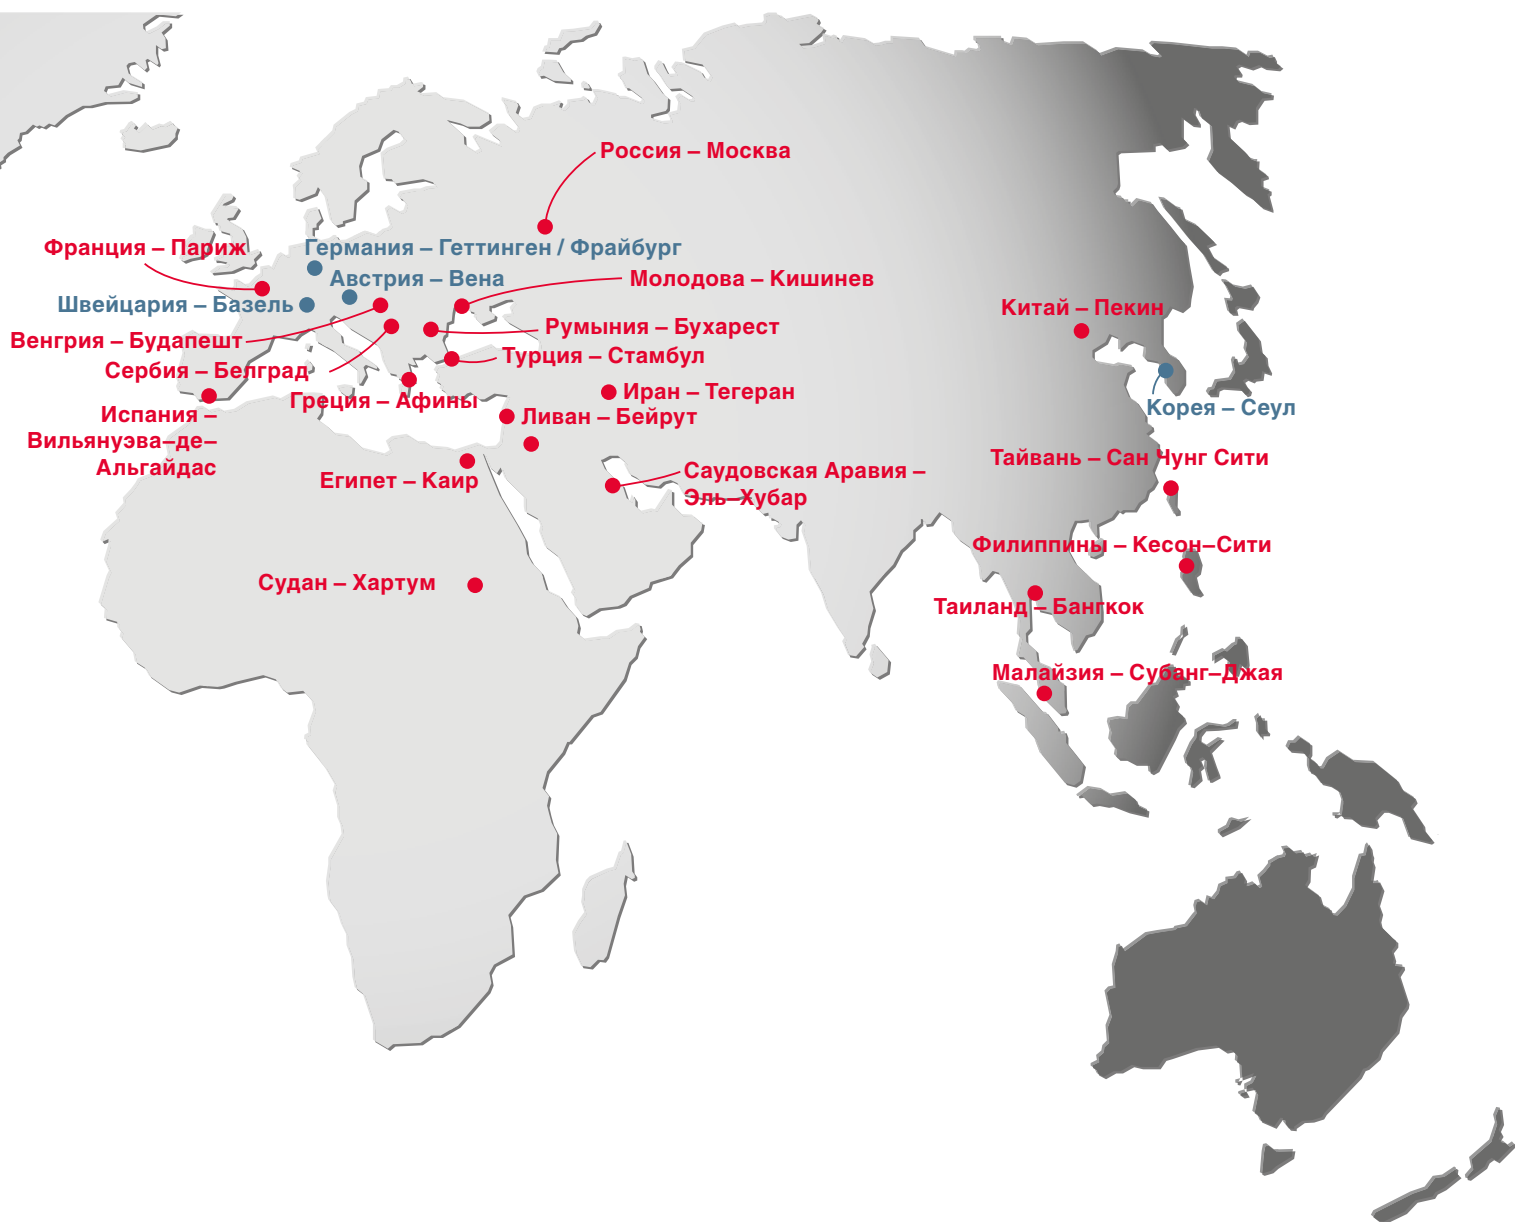 Россия – Москва
Франция – Париж
Германия – Геттинген / Фрайбург
Австрия – Вена
Молодова – Кишинев
Швейцария – Базель
Китай – Пекин
Венгрия – Будапешт
Румыния – Бухарест
Турция – Стамбул
Сербия – Белград
Иран – Тегеран
Греция – Афины
Корея – Сеул
Испания –
Вильянуэва–де–
Альгайдас
Ливан – Бейрут
Тайвань – Сан Чунг Сити
Египет – Каир
Саудовская Аравия –
Эль–Хубар
Филиппины – Кесон–Сити
Судан – Хартум
Таиланд – Бангкок
Малайзия – Субанг–Джая